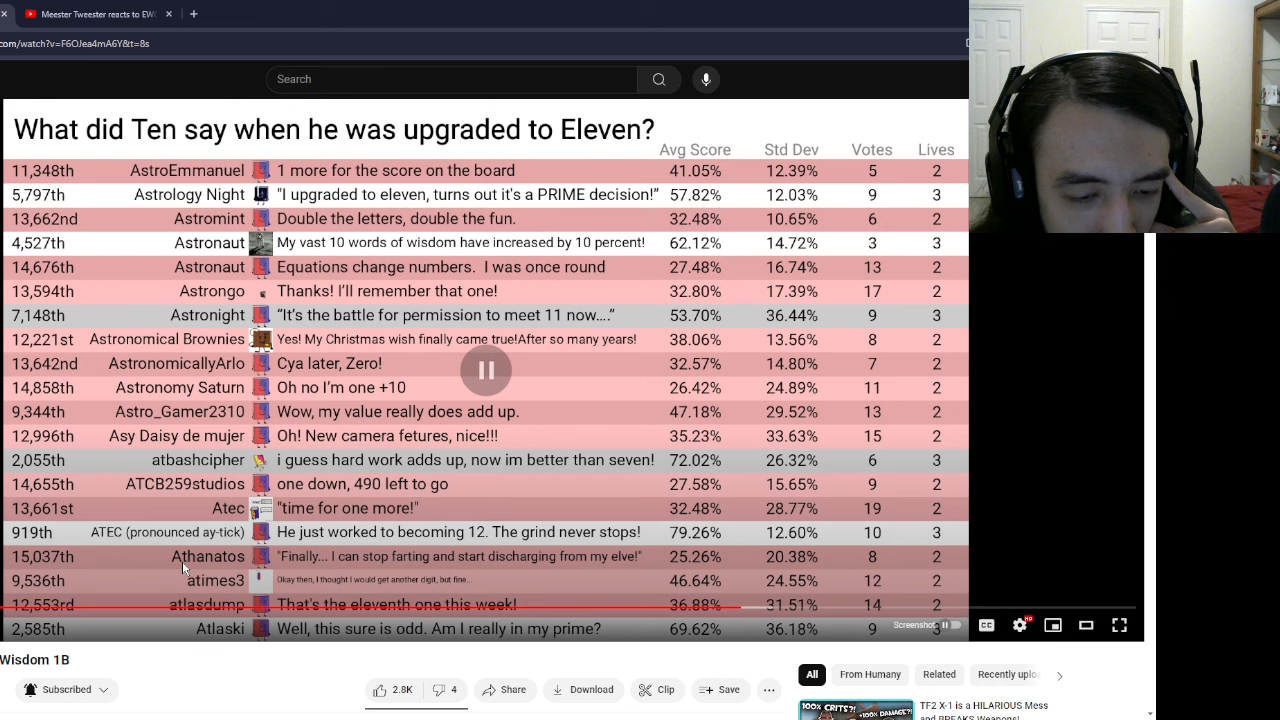 Meester Tweester reacts to EWO
com/watch?v=F6OJea4mA6Y&t=8s
Search
What did Ten say when he was upgraded to Eleven?
Avg Score Std Dev Votes Lives
11,348th AstroEmmanuel 1 more for the score on the board 41.05% 12.39% 5 2
5,797th Astrology Night "I upgraded to eleven, turns out it's a PRIME decision!” 57.82% 12.03% 9 3
13,662nd Astromint Double the letters, double the fun. 32.48% 10.65% 6 2
4,527th Astronaut My vast 10 words of wisdom have increased by 10 percent! 62.12% 14.72% 3 3
14,676th Astronaut Equations change numbers. I was once round 27.48% 16.74% 13 2
13,594th Astrongo Thanks! I’ll remember that one! 32.80% 17.39% 17 2
7,148th Astronight “It’s the battle for permission to meet 11 now....” 53.70% 36.44% 9 3
12,221st Astronomical Brownies Yes! My Christmas wish finally came true!After so many years! 38.06% 13.56% 8 2
13,642nd AstronomicallyArlo Cya later, Zero! 32.57% 14.80% 7 2
14,858th Astronomy Saturn Oh no I’m one +10 26.42% 24.89% 11 2
9,344th Astro_Gamer2310 Wow, my value really does add up. 47.18% 29.52% 13 2
12,996th Asy Daisy de mujer Oh! New camera fetures, nice!!! 35.23% 33.63% 15 2
2,055th atbashcipher i guess hard work adds up, now im better than seven! 72.02% 26.32% 6 3
14,655th ATCB259studios one down, 490 left to go 27.58% 15.65% 9 2
13,661st Atec "time for one more!" 32.48% 28.77% 19 2
919th ATEC (pronounced ay-tick) He just worked to becoming 12. The grind never stops! 79.26% 12.60% 10 3
15,037th Athanatos "Finally... I can stop farting and start discharging from my elve!" 25.26% 20.38% 8 2
9,536th atimes3 Okay then, I thought I would get another digit, but fine... 46.64% 24.55% 12 2
12,553rd atlasdump That's the eleventh one this week! 36.88% 31.51% 14 2
2,585th Atlaski Well, this sure is odd. Am I really in my prime? 69.62% 36.18% 9 3
Screenshot
CC
HD
Wisdom 1B
Subscribed 2.8K 4 Share Download Clip Save
All From Humany Related Recently uplo
100% CRITS?! 100% DAMAGE?!
TF2 X-1 is a HILARIOUS Mess
and BREAKS Weapons!